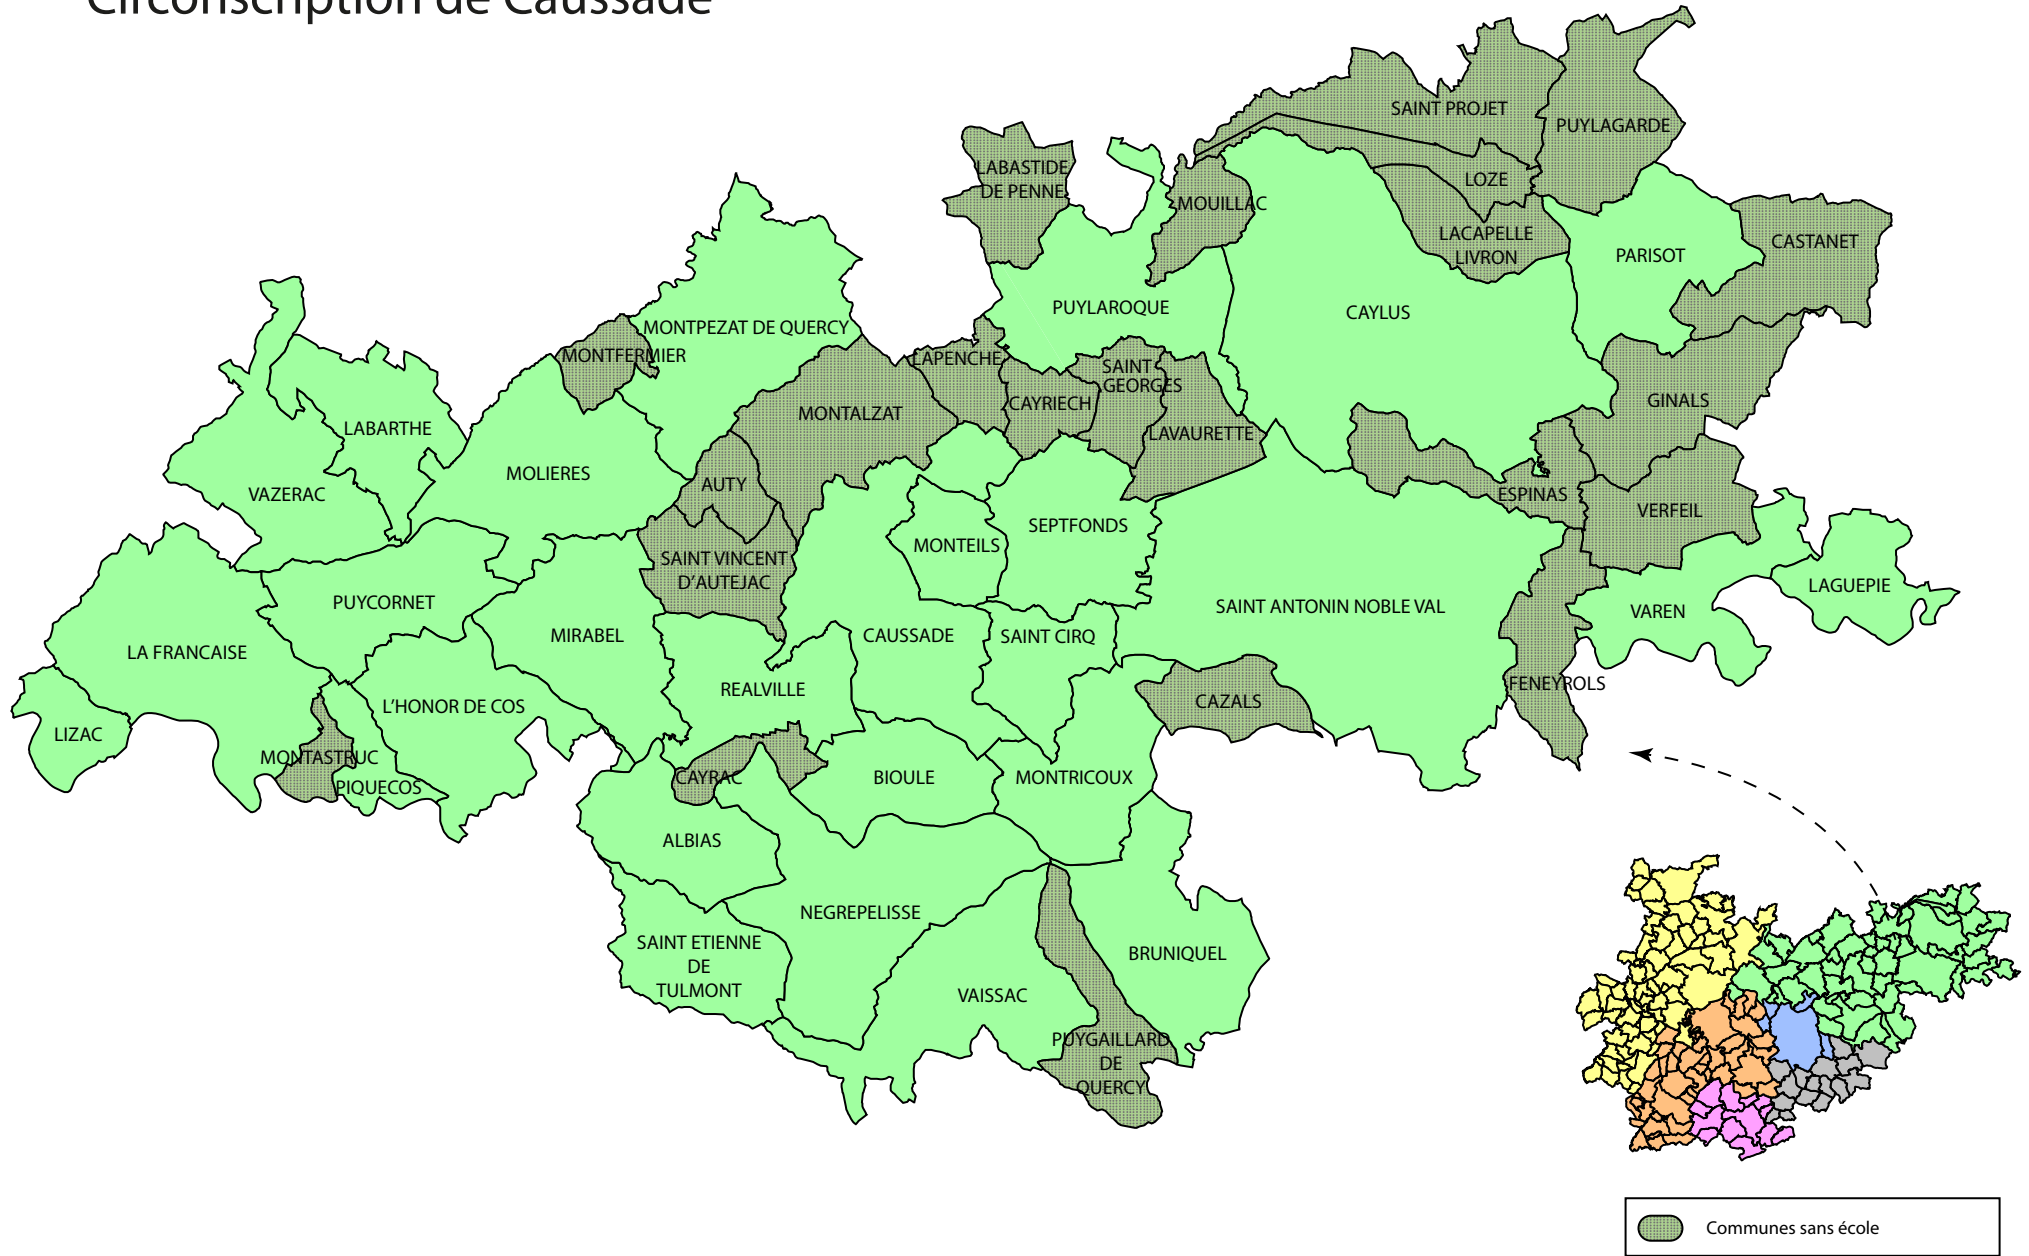 Circonscription de Caussade
SAINT PROJET
PUYLAGARDE
LABASTIDE
DE PENNE
LOZE
MOUILLAC
LACAPELLE
LIVRON
PARISOT
CASTANET
PUYLAROQUE
CAYLUS
MONTPEZAT DE QUERCY
MONTFERMIER
LAPENCHE
SAINT
GEORGES
CAYRIECH
GINALS
MONTALZAT
LABARTHE
LAVAURETTE
MOLIERES
AUTY
VAZERAC
ESPINAS
VERFEIL
SEPTFONDS
MONTEILS
SAINT VINCENT
D'AUTEJAC
LAGUEPIE
PUYCORNET
SAINT ANTONIN NOBLE VAL
VAREN
MIRABEL
CAUSSADE
SAINT CIRQ
LA FRANCAISE
REALVILLE
FENEYROLS
CAZALS
L'HONOR DE COS
LIZAC
MONTASTRUC
PIQUECOS
CAYRAC
BIOULE
MONTRICOUX
ALBIAS
NEGREPELISSE
SAINT ETIENNE
DE
TULMONT
BRUNIQUEL
VAISSAC
PUYGAILLARD
DE
QUERCY
Communes sans école